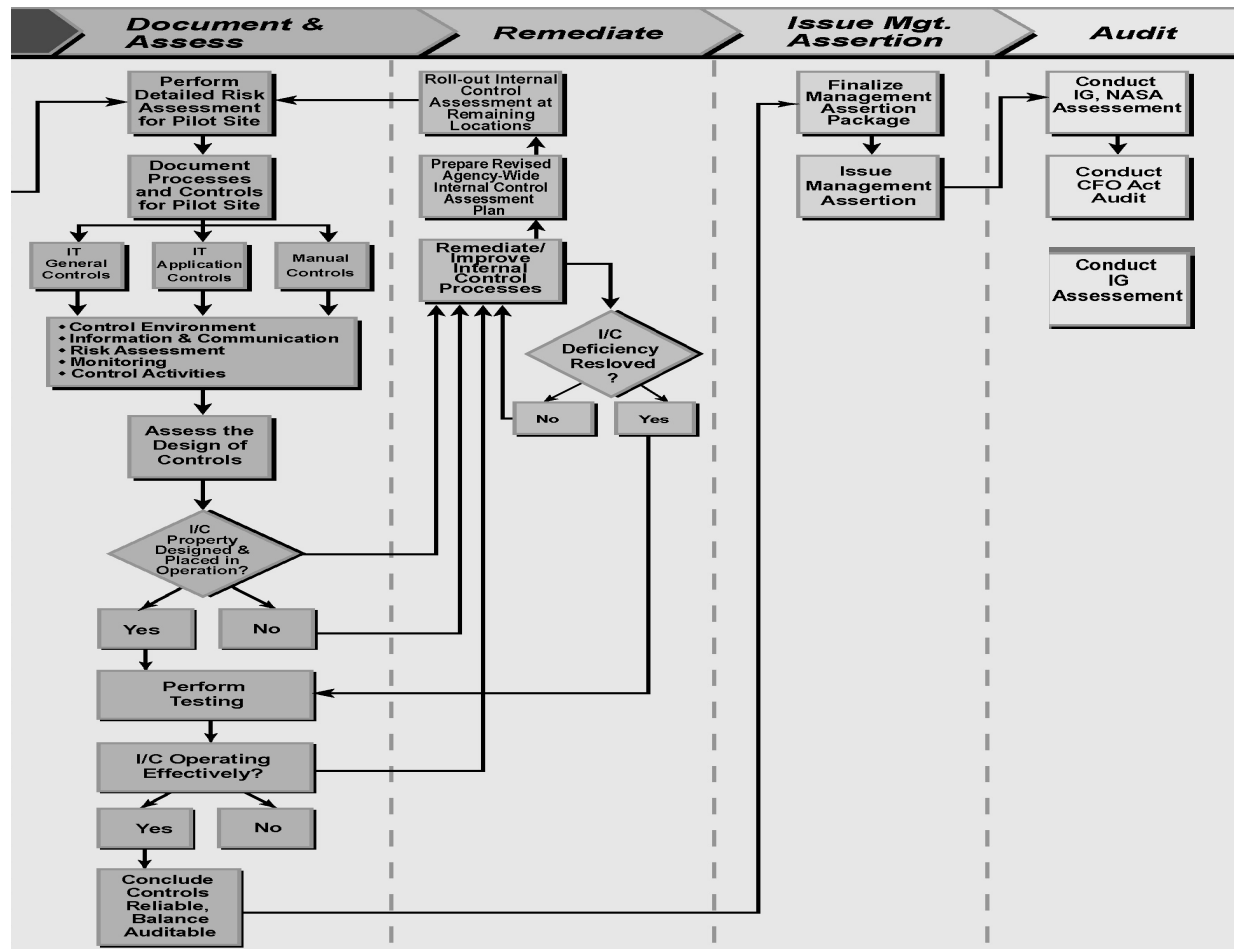 Document &
Assess
Remediate
Issue Mgt.
Assertion
Audit
Perform
Detailed Risk
Assessment
for Pilot Site
Document
Processes
and Controls
for Pilot Site
IT
General
Controls
IT
Application
Controls
Manual
Controls
• Control Environment
• Information & Communication
• Risk Assessment
• Monitoring
• Control Activities
Assess the
Design of
Controls
I/C
Property
Designed &
Placed in
Operation?
Yes
No
Perform
Testing
I/C Operating
Effectively?
Yes
No
Conclude
Controls
Reliable,
Balance
Auditable
Roll-out Internal
Control
Assessment at
Remaining
Locations
Prepare Revised
Agency-Wide
Internal Control
Assessment
Plan
Remediate/
Improve
Internal
Control
Processes
I/C
Deficiency
Resloved
?
No
Yes
Finalize
Management
Assertion
Package
Issue
Management
Assertion
Conduct
IG, NASA
Assessement
Conduct
CFO Act
Audit
Conduct
IG
Assessement